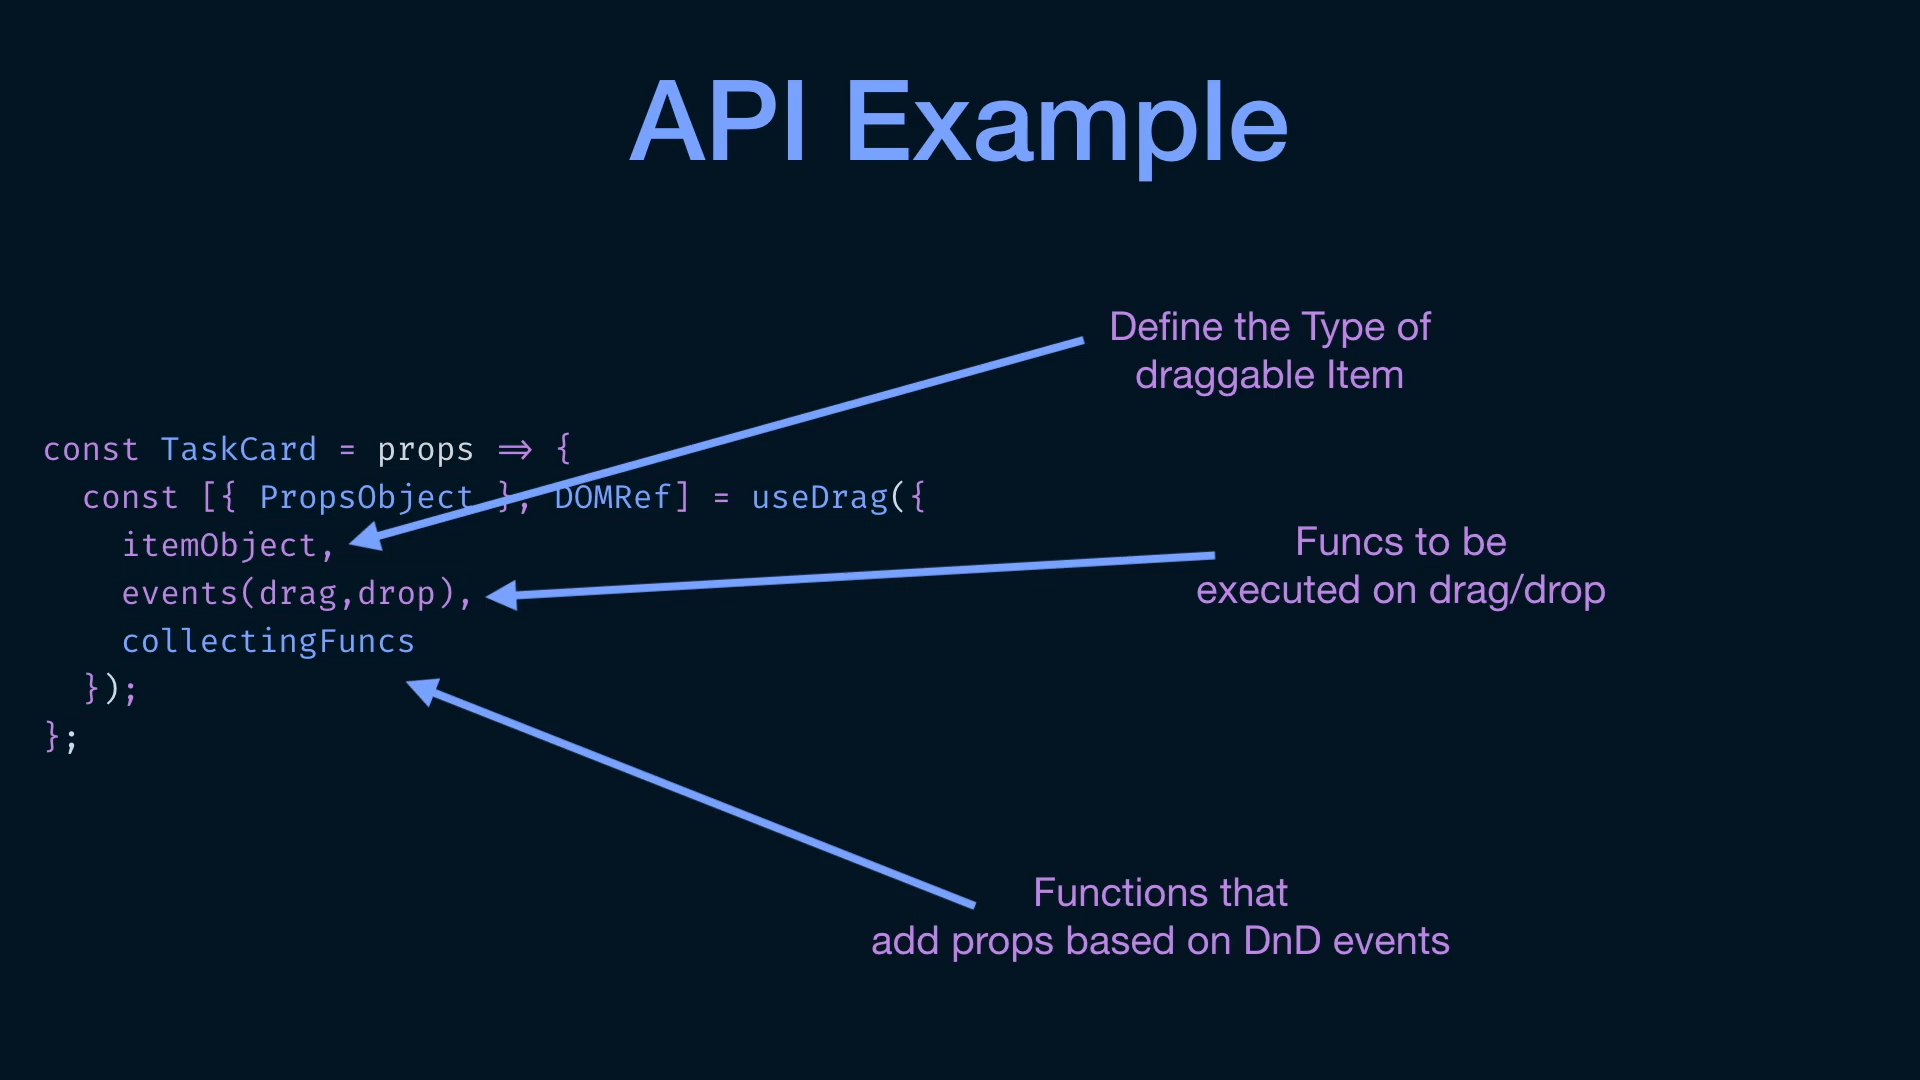 API Example
Define the Type of
draggable Item
const TaskCard = props => {
const [{ PropsObject }, DOMRef] = useDrag({
itemObject,
events(drag,drop),
collectingFuncs
});
};
Funcs to be
executed on drag/drop
Functions that
add props based on DnD events